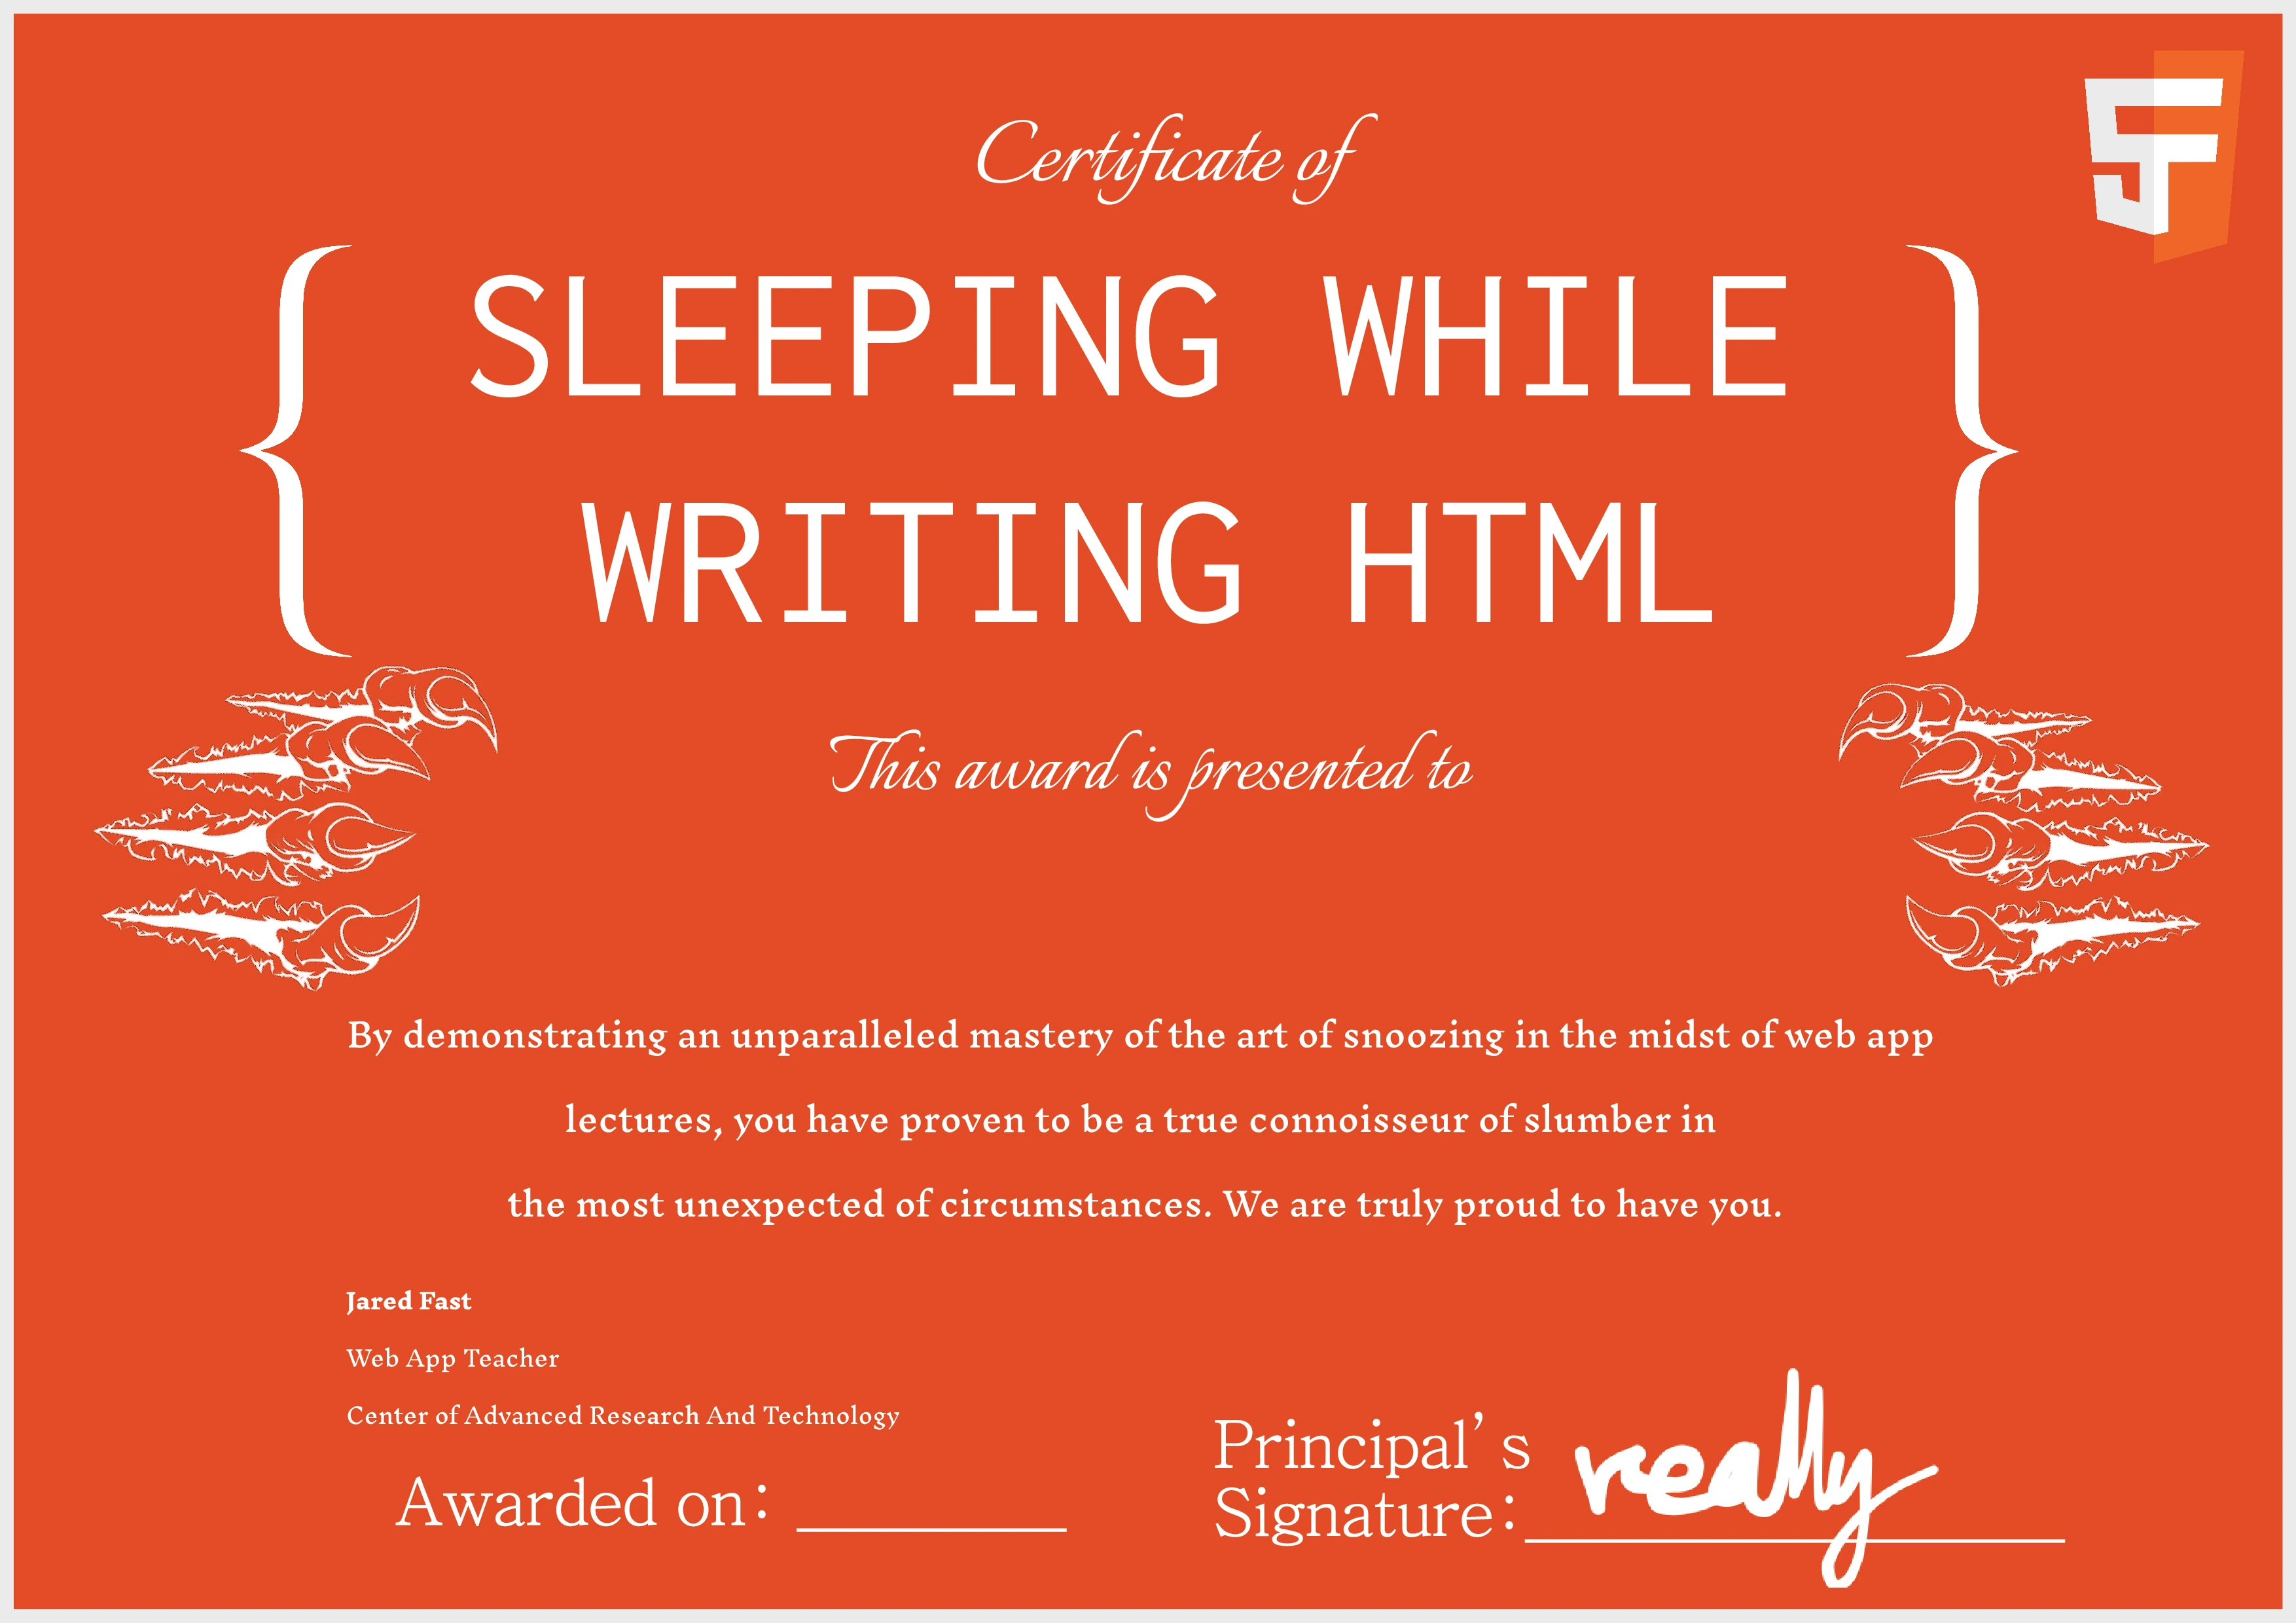 Certificate of
{ SLEEPING WHILE
WRITING HTML }
This award is presented to
By demonstrating an unparalleled mastery of the art of snoozing in the midst of web app
lectures, you have proven to be a true connoisseur of slumber in
the most unexpected of circumstances. We are truly proud to have you.
Jared Fast
Web App Teacher
Center of Advanced Research And Technology
Awarded on:
Principal's
Signature: really